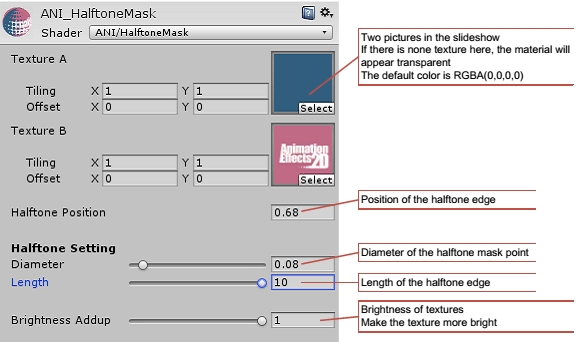 ANI_HalftoneMask
Shader ANI/HalftoneMask
Texture A
Tiling X 1 Y 1
Offset X 0 Y 0
Select
Texture B
Tiling X 1 Y 1
Offset X 0 Y 0
Animation
Effects 2D
Select
Halftone Position 0.68
Halftone Setting
Diameter 0.08
Length 10
Brightness Addup 1
Two pictures in the slideshow
If there is none texture here, the material will
appear transparent
The default color is RGBA(0,0,0,0)
Position of the halftone edge
Diameter of the halftone mask point
Length of the halftone edge
Brightness of textures
Make the texture more bright